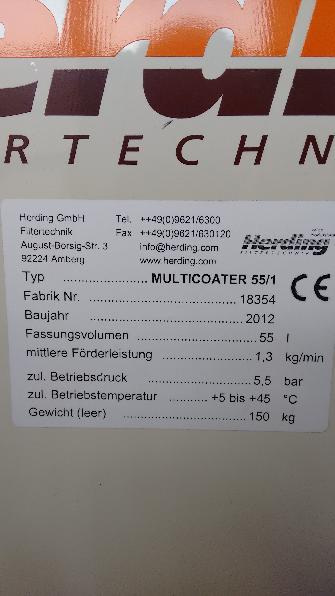 erdi
RTECHN
Herding GmbH
Filtertechnik
August-Borsig-Str. 3
92224 Amberg
Tel. ++49(0)9621/6300
Fax ++49(0)9621/630120
info@herding.com
www.herding.com
Herding
FILTERTECHNIK
Typ ........................ MULTICOATER 55/1
CE
Fabrik Nr. ........................ 18354
Baujahr ........................ 2012
Fassungsvolumen ........................ 55 l
mittlere Förderleistung ........................ 1,3 kg/min
zul. Betriebsdruck ........................ 5,5 bar
zul. Betriebstemperatur .......... +5 bis +45 °C
Gewicht (leer) ........................ 150 kg